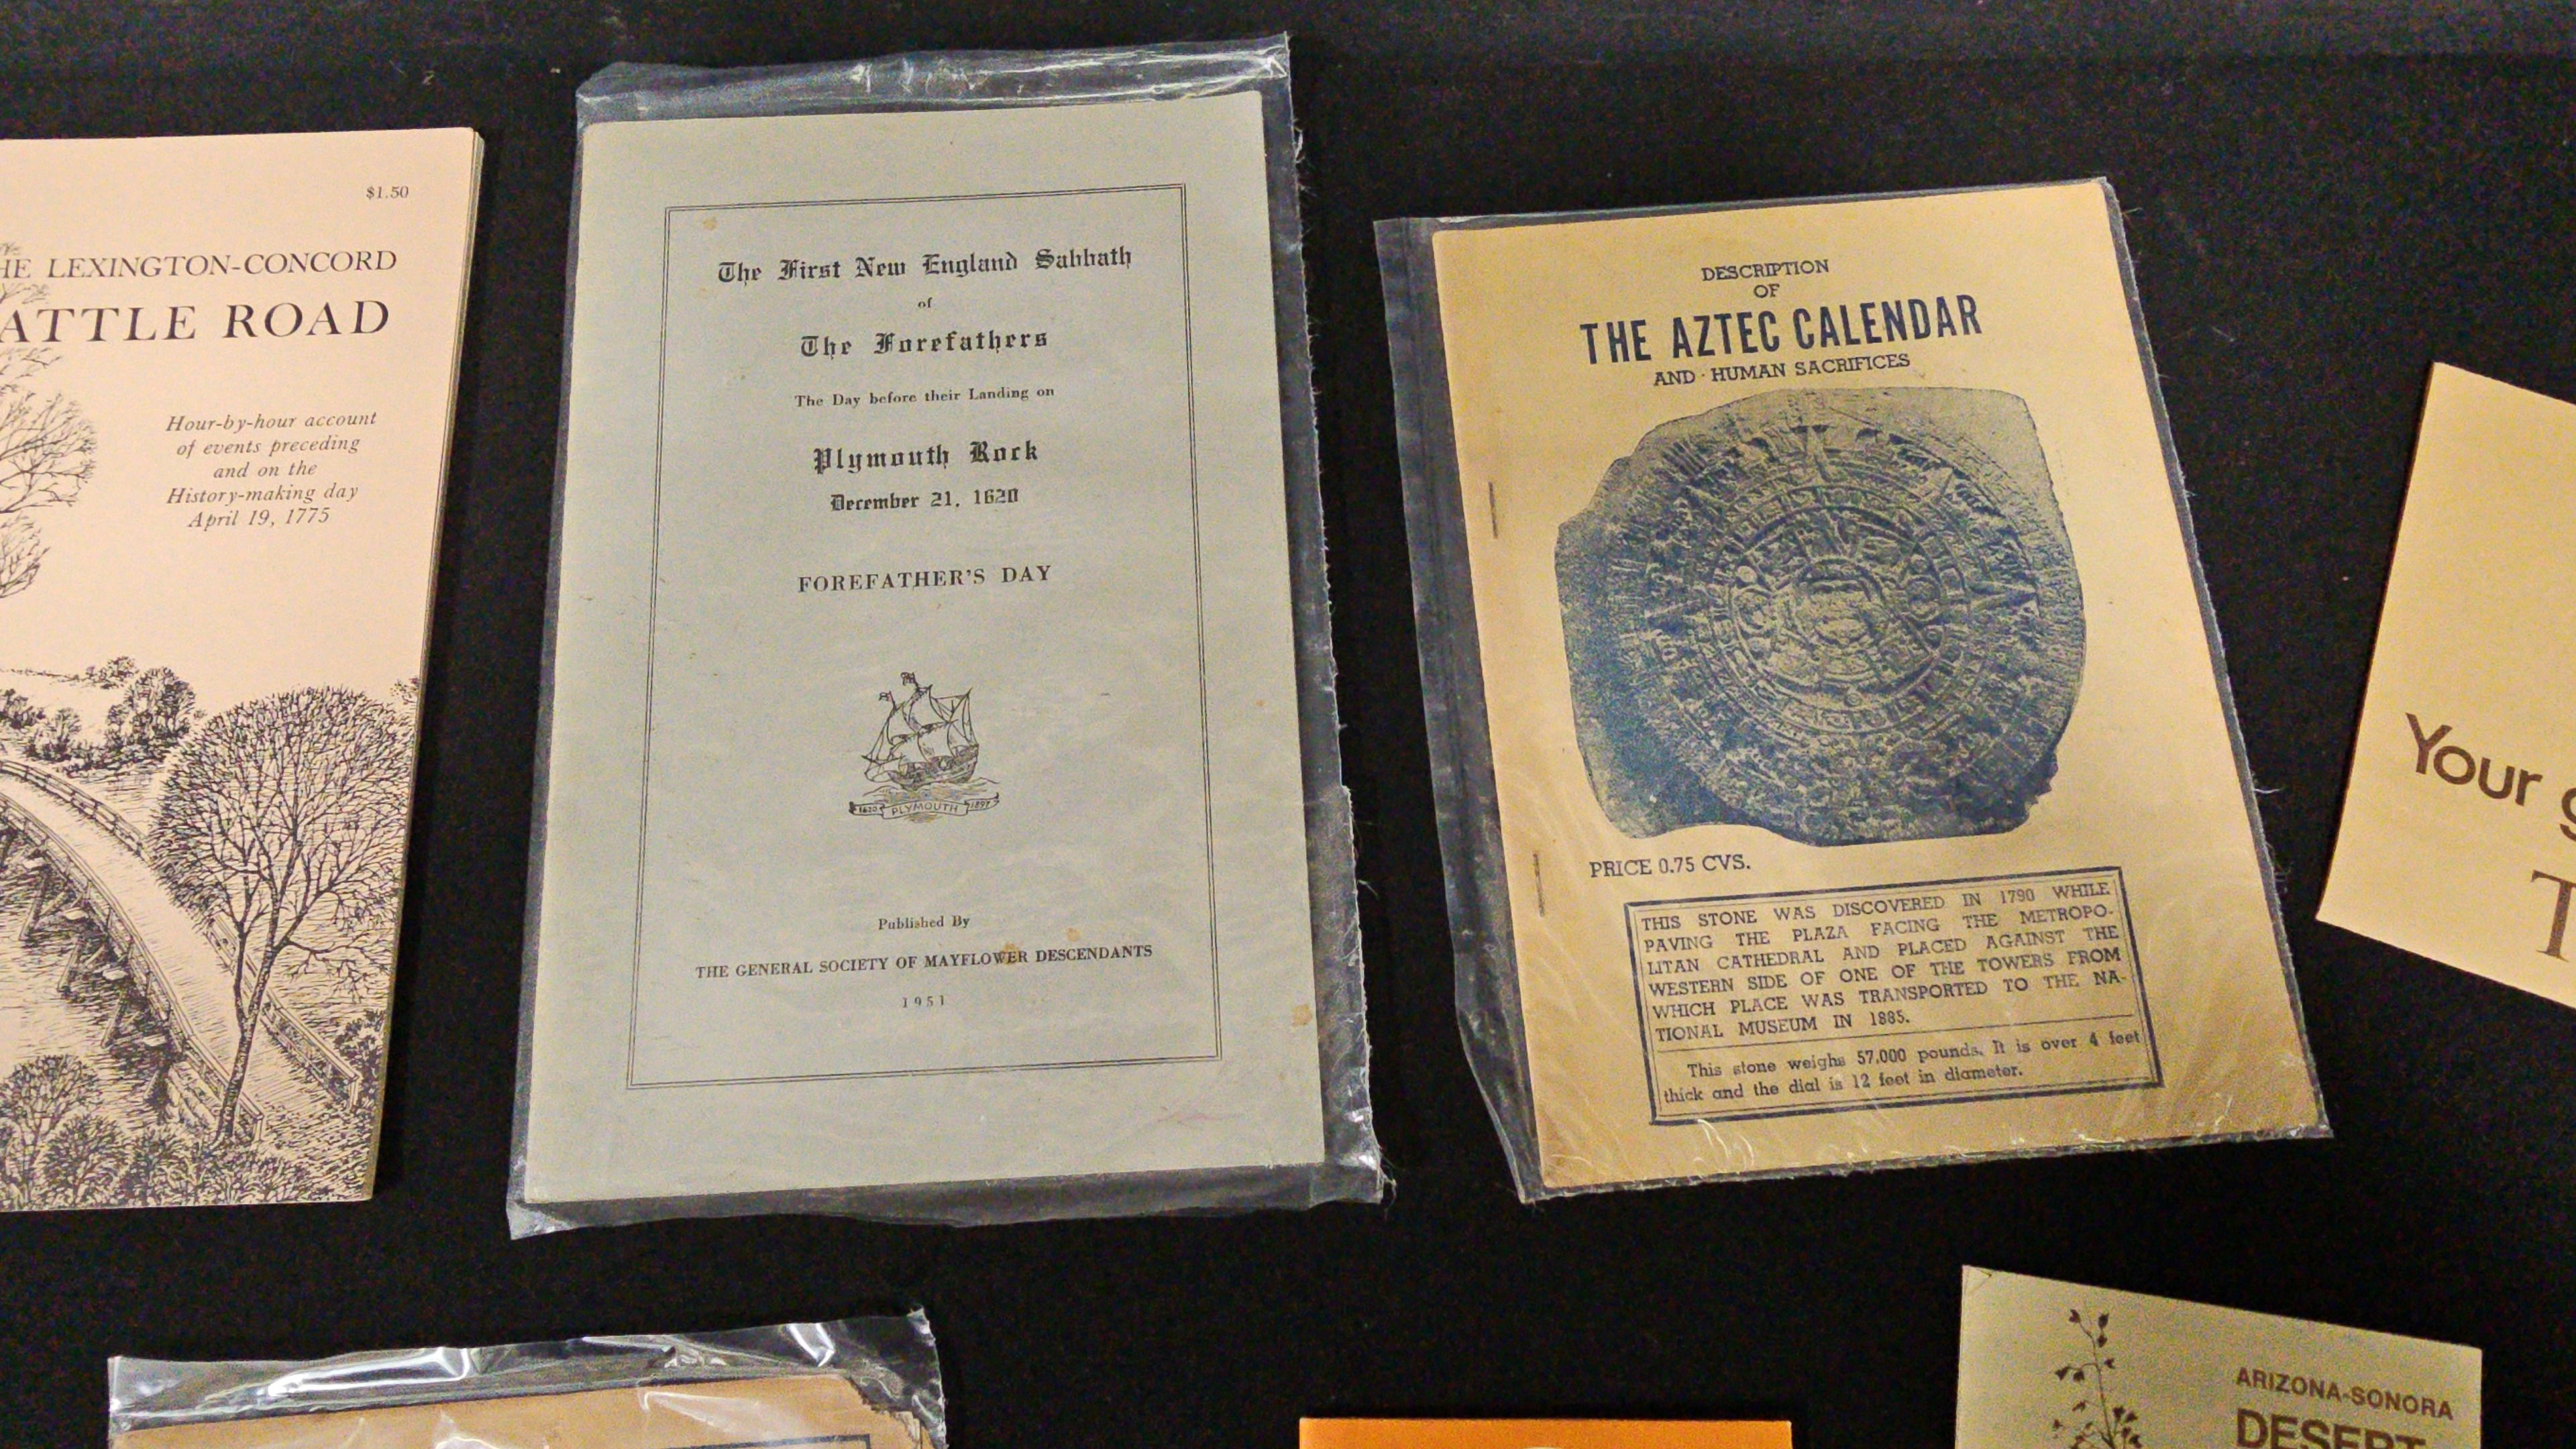 $1.50
HE LEXINGTON-CONCORD
ATTLE ROAD
Hour-by-hour account
of events preceding
and on the
History-making day
April 19, 1775
The First New England Sabbath
of
The Forefathers
The Day before their Landing on
Plymouth Rock
December 21, 1620
FOREFATHER'S DAY
1620 PLYMOUTH 1897
Published By
THE GENERAL SOCIETY OF MAYFLOWER DESCENDANTS
1951
DESCRIPTION
OF
THE AZTEC CALENDAR
AND · HUMAN SACRIFICES
PRICE 0.75 CVS.
THIS STONE WAS DISCOVERED IN 1790 WHILE
PAVING THE PLAZA FACING THE METROPO-
LITAN CATHEDRAL AND PLACED AGAINST THE
WESTERN SIDE OF ONE OF THE TOWERS FROM
WHICH PLACE WAS TRANSPORTED TO THE NA-
TIONAL MUSEUM IN 1885.
This stone weighs 57,000 pounds. It is over 4 feet
thick and the dial is 12 feet in diameter.
Your
T
ARIZONA-SONORA
DESERT